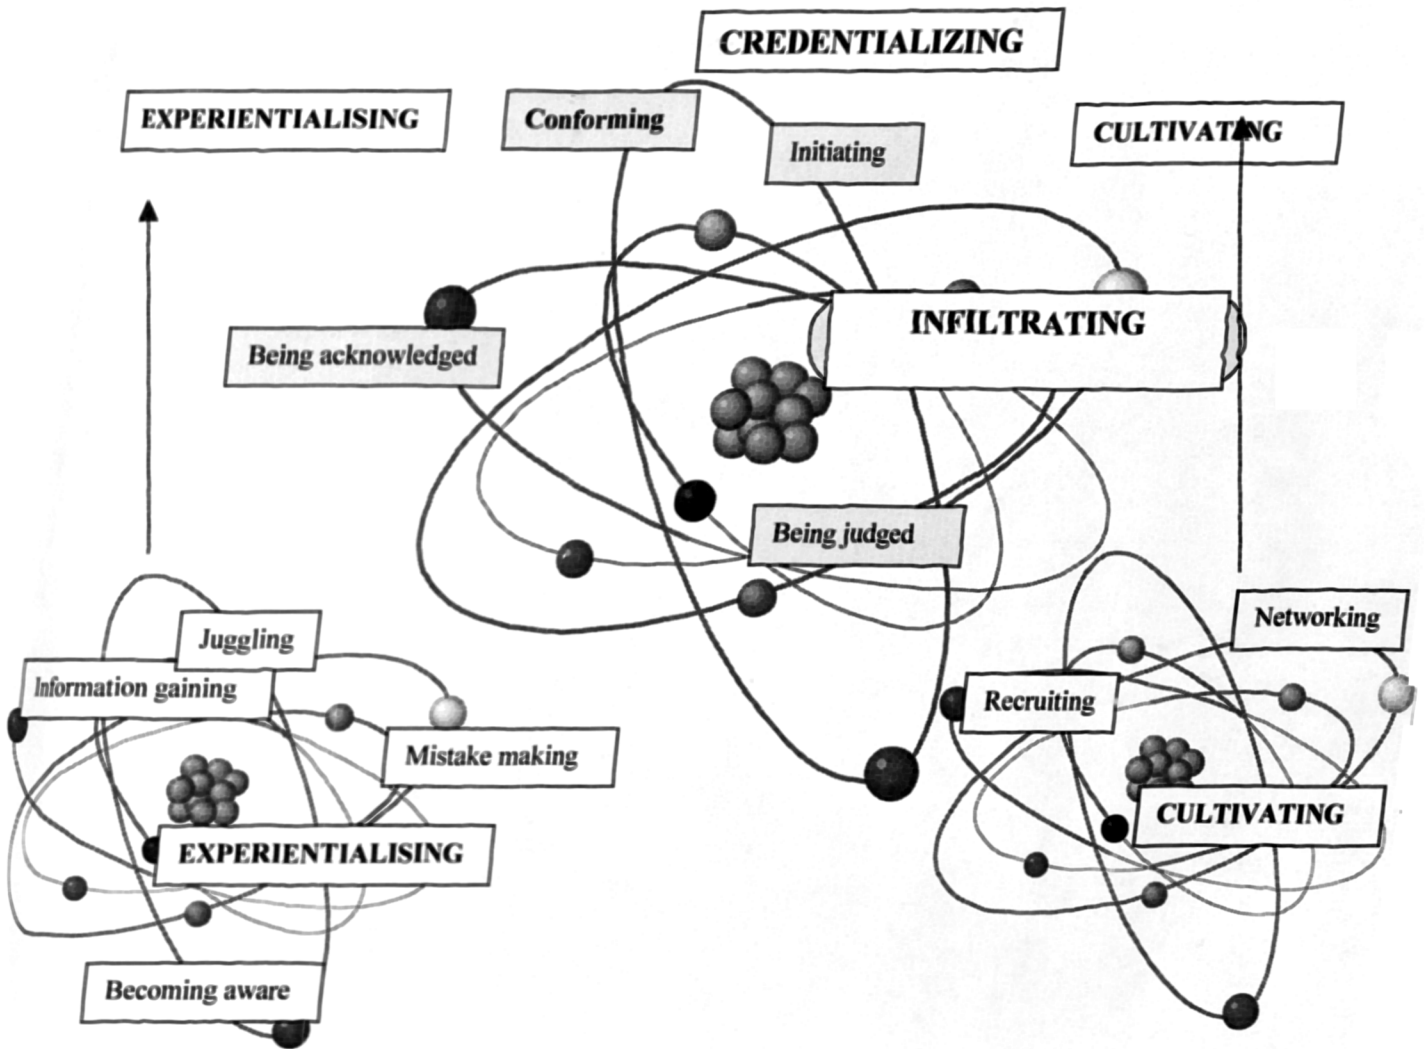 CREDENTIALIZING
EXPERIENTIALISING
Conforming
CULTIVATING
Initiating
INFILTRATING
Being acknowledged
Being judged
Networking
Juggling
Information gaining
Recruiting
Mistake making
CULTIVATING
EXPERIENTIALISING
Becoming aware